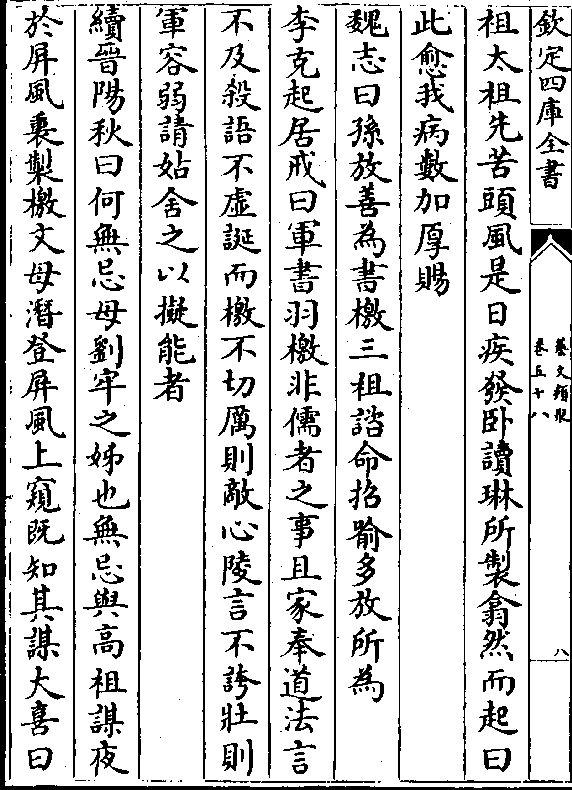 欽定四庫全書
藝文類聚
卷五十八
八
祖太祖先苦頭風是日疾發卧讀琳所製翕然而起曰
此愈我病數加厚賜
魏志曰孫放善為書檄三祖詔命招喻多放所為
李充起居戒曰軍書羽檄非儒者之事且家奉道法言
不及殺語不虛誕而檄不切厲則敵心陵言不誇壯則
軍容弱請姑舍之以擬能者
續晉陽秋曰何無忌母劉牢之姊也無忌與高祖謀夜
於屏風裏製檄文母潛登屏風上窺既知其謀大喜曰